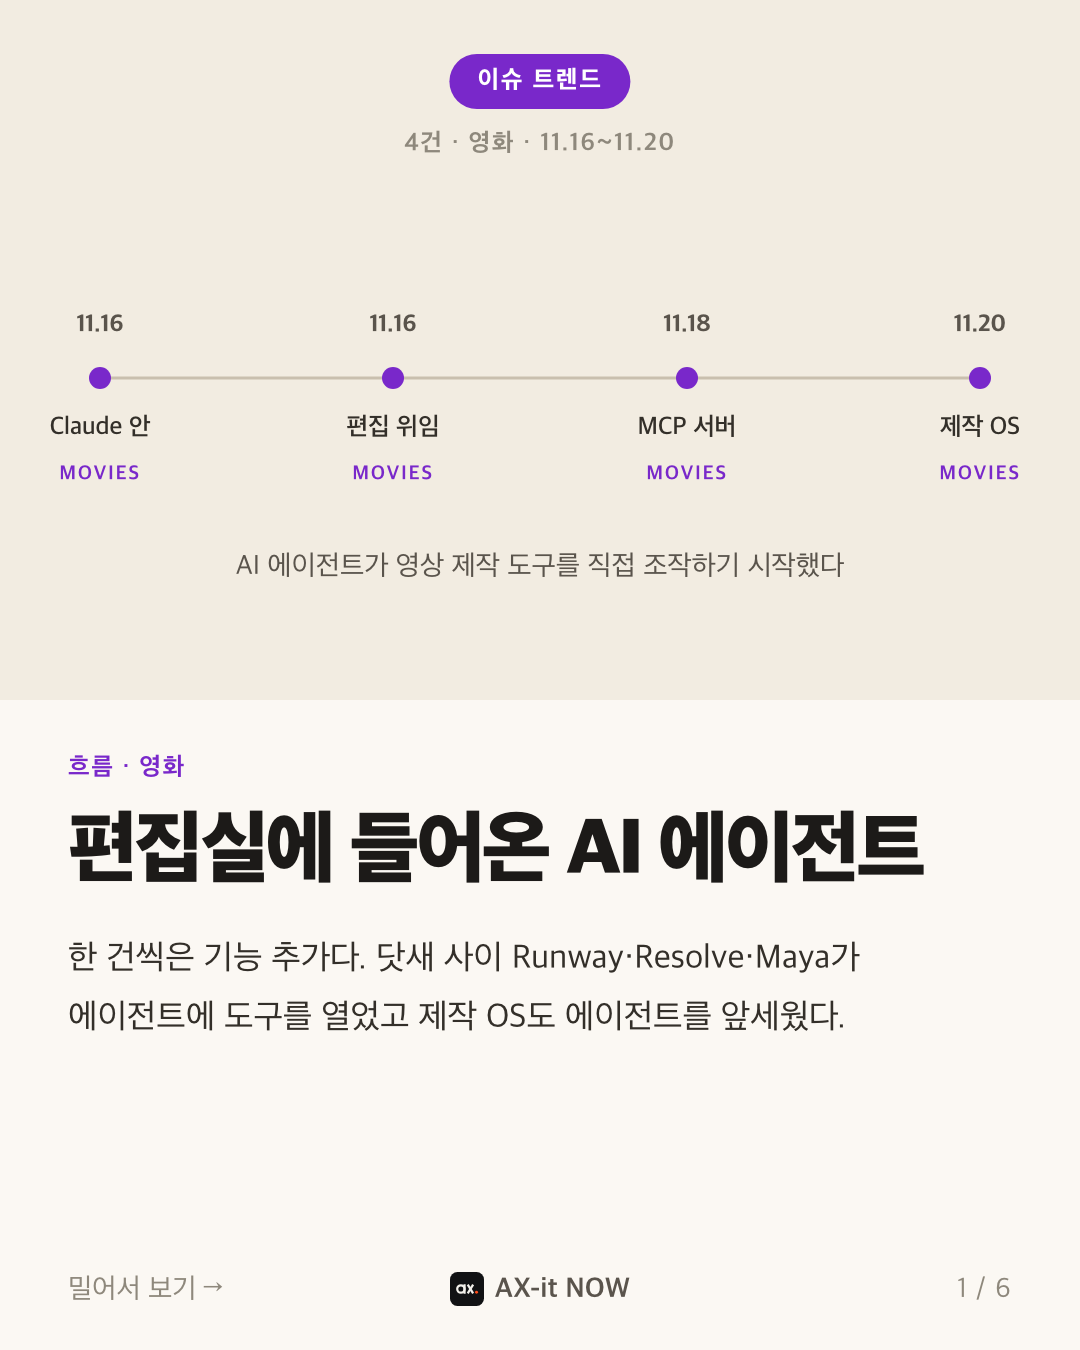 이슈 트렌드
4건 · 영화 · 11.16~11.20
11.16 11.16 11.18 11.20
Claude 안 편집 위임 MCP 서버 제작 OS
MOVIES MOVIES MOVIES MOVIES
AI 에이전트가 영상 제작 도구를 직접 조작하기 시작했다
흐름 · 영화
편집실에 들어온 AI 에이전트
한 건씩은 기능 추가다. 닷새 사이 Runway·Resolve·Maya가
에이전트에 도구를 열었고 제작 OS도 에이전트를 앞세웠다.
밀어서 보기 → ax. AX-it NOW 1 / 6